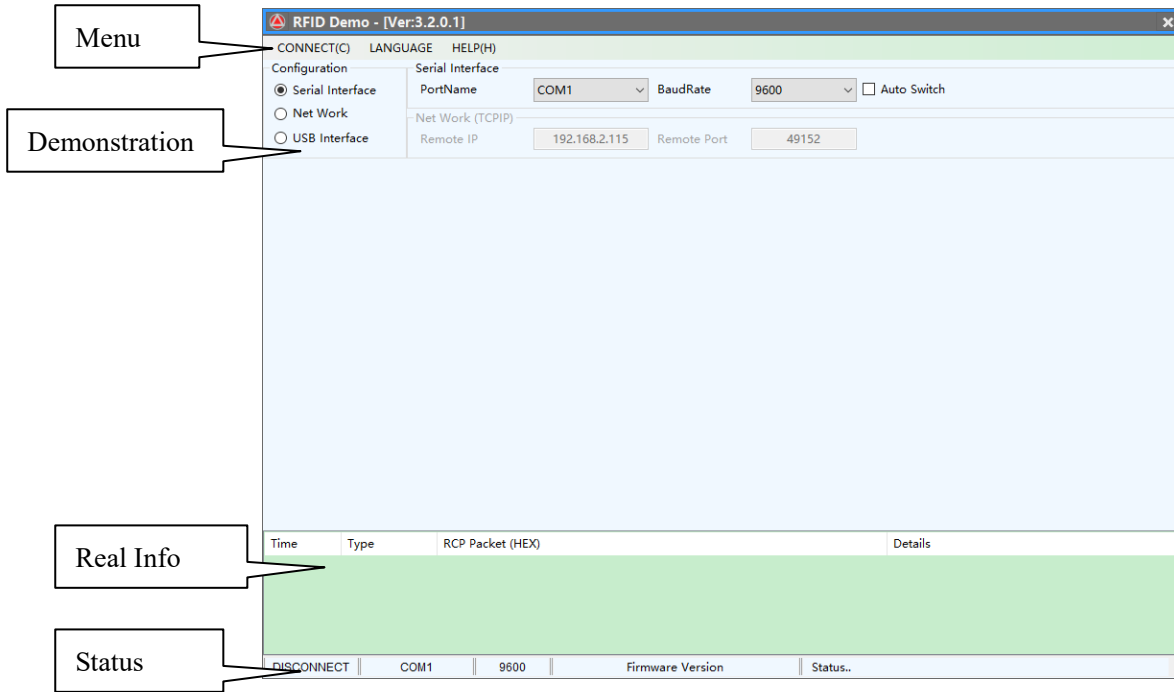 RFID Demo - [Ver:3.2.0.1]
Menu
CONNECT(C) LANGUAGE HELP(H)
Configuration Serial Interface
Serial Interface PortName COM1 BaudRate 9600 Auto Switch
Net Work Net Work (TCPIP)
Demonstration
USB Interface Remote IP 192.168.2.115 Remote Port 49152
Time Type RCP Packet (HEX) Details
Real Info
Status
DISCONNECT COM1 9600 Firmware Version Status..